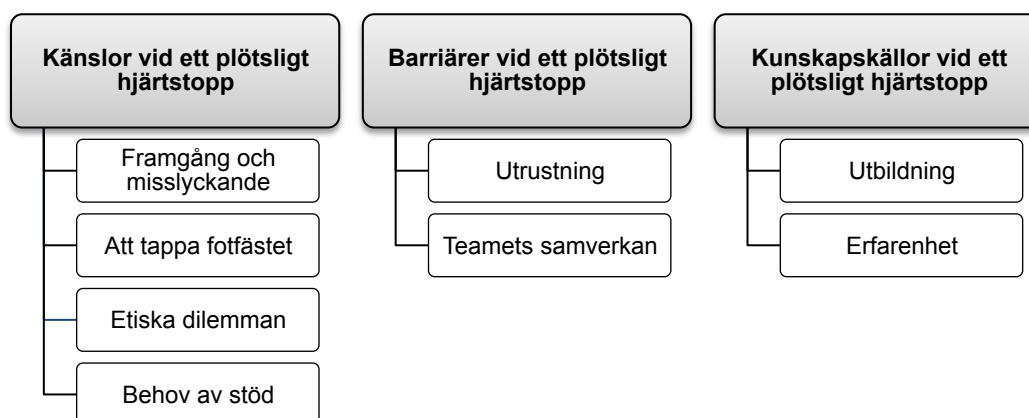 Känslor vid ett plötsligt
hjärtstopp
Framgång och
misslyckande
Att tappa fotfästet
Etiska dilemman
Behov av stöd
Barriärer vid ett plötsligt
hjärtstopp
Utrustning
Teamets samverkan
Kunskapskällor vid ett
plötsligt hjärtstopp
Utbildning
Erfarenhet